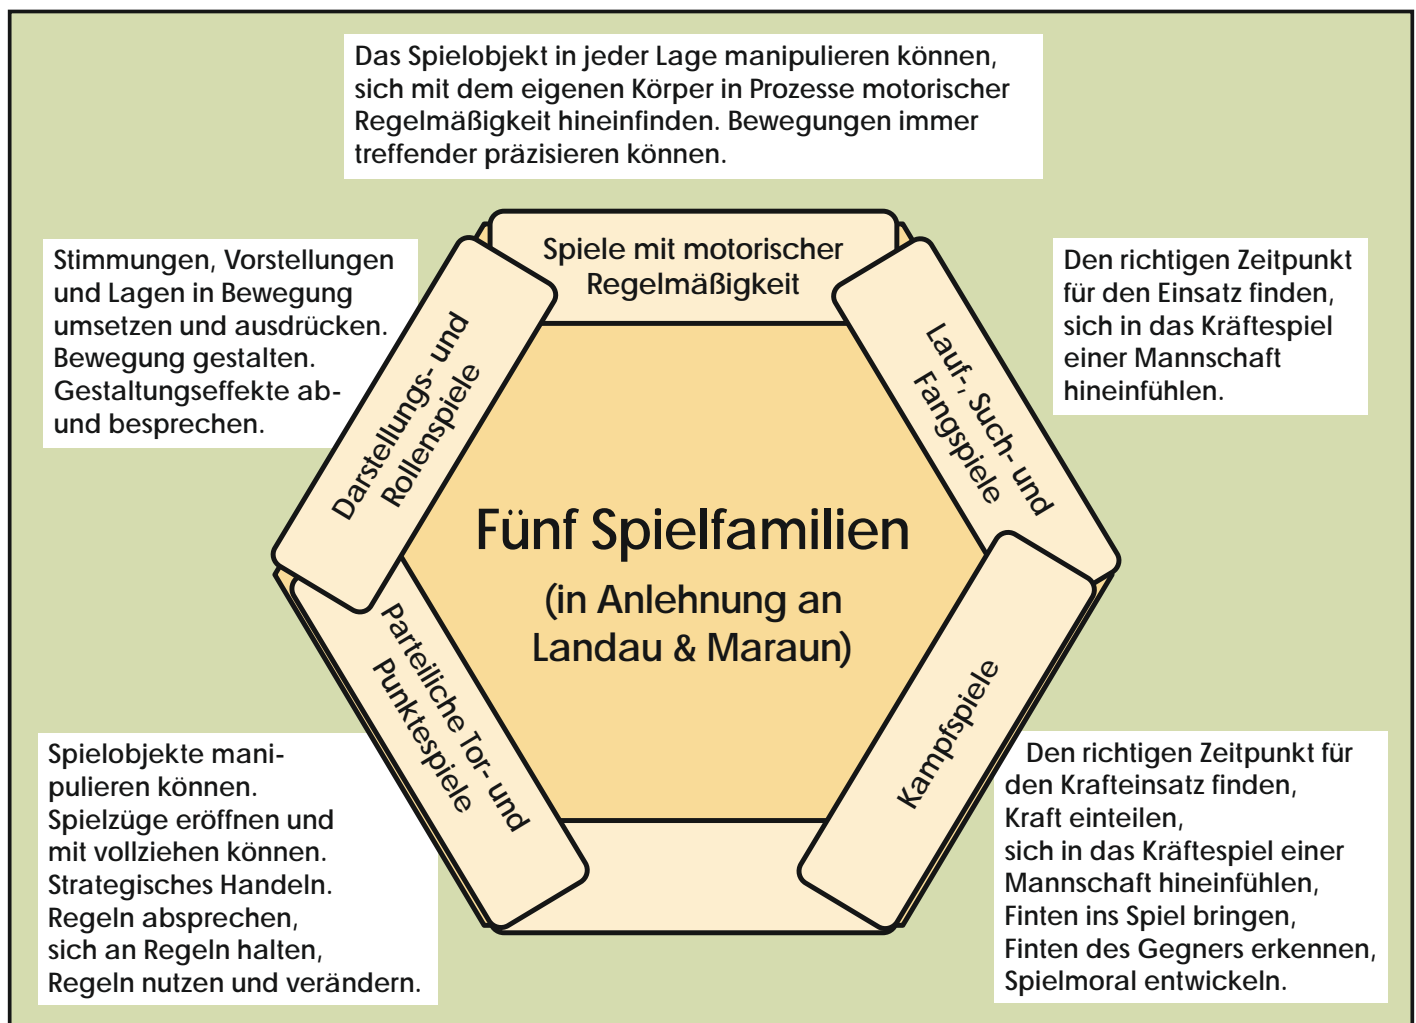 Das Spielobjekt in jeder Lage manipulieren können,
sich mit dem eigenen Körper in Prozesse motorischer
Regelmäßigkeit hineinfinden. Bewegungen immer
treffender präzisieren können.
Spiele mit motorischer
Regelmäßigkeit
Stimmungen, Vorstellungen
und Lagen in Bewegung
umsetzen und ausdrücken.
Bewegung gestalten.
Gestaltungseffekte ab-
und besprechen.
Darstellungs- und
Rollenspiele
Lauf-, Such- und
Fangspiele
Den richtigen Zeitpunkt
für den Einsatz finden,
sich in das Kräftespiel
einer Mannschaft
hineinfühlen.
Fünf Spielfamilien
(in Anlehnung an
Landau & Maraun)
Parteiliche Tor- und
Punktespiele
Kampfspiele
Spielobjekte mani-
pulieren können.
Spielzüge eröffnen und
mit vollziehen können.
Strategisches Handeln.
Regeln absprechen,
sich an Regeln halten,
Regeln nutzen und verändern.
Den richtigen Zeitpunkt für
den Krafteinsatz finden,
Kraft einteilen,
sich in das Kräftespiel einer
Mannschaft hineinfühlen,
Finten ins Spiel bringen,
Finten des Gegners erkennen,
Spielmoral entwickeln.